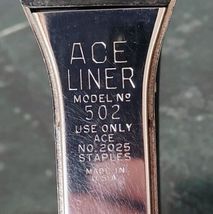 ACE
LINER
MODEL Nº
502
USE ONLY
ACE
NO. 2025
STAPLES
MADE IN
U.S.A.